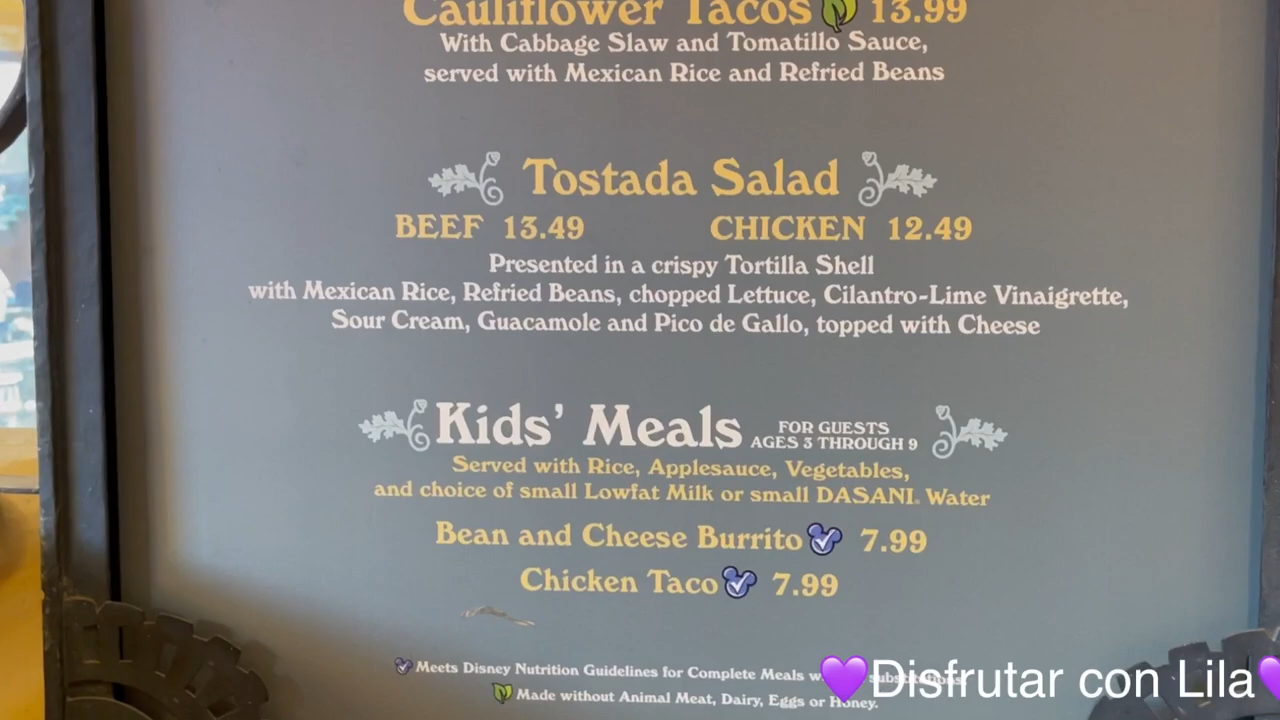 Cauliflower Tacos 13.99
With Cabbage Slaw and Tomatillo Sauce,
served with Mexican Rice and Refried Beans
Tostada Salad
BEEF 13.49 CHICKEN 12.49
Presented in a crispy Tortilla Shell
with Mexican Rice, Refried Beans, chopped Lettuce, Cilantro-Lime Vinaigrette,
Sour Cream, Guacamole and Pico de Gallo, topped with Cheese
Kids' Meals FOR GUESTS
AGES 3 THROUGH 9
Served with Rice, Applesauce, Vegetables,
and choice of small Lowfat Milk or small DASANI® Water
Bean and Cheese Burrito 7.99
Chicken Taco 7.99
Meets Disney Nutrition Guidelines for Complete Meals
Made without Animal Meat, Dairy, Eggs or Honey.
💜Disfrutar con Lila💜